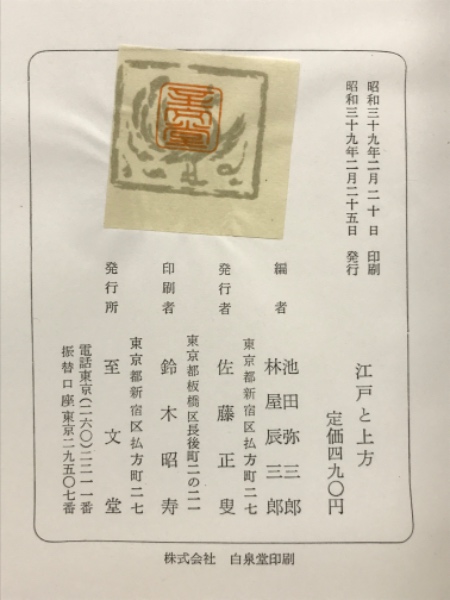 昭和三十九年二月二十日　印刷
昭和三十九年二月二十五日　発行
江戸と上方
定価四九〇円
編者　池田弥三郎
林屋辰三郎
東京都新宿区払方町二七
発行者　佐藤正叟
東京都板橋区長後町二の二一
印刷者　鈴木昭寿
東京都新宿区払方町二七
発行所　至文堂
電話東京(二六〇)二二一一番
振替口座東京二九五〇七番
株式会社　白泉堂印刷